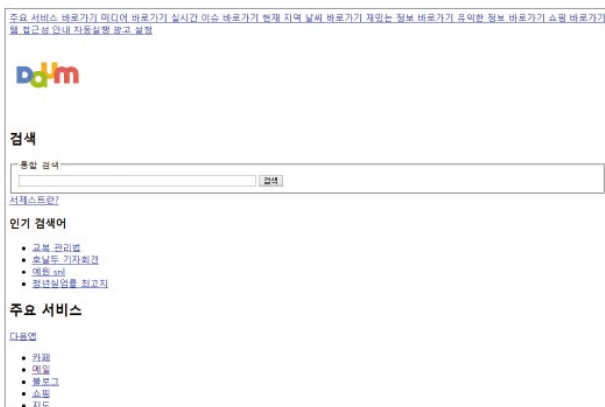 주요 서비스 바로가기 미디어 바로가기 실시간 이슈 바로가기 현재 지역 날씨 바로가기 재밌는 정보 바로가기 유익한 정보 바로가기 쇼핑 바로가기
웹 접근성 안내 자동실행 광고 설정
Daum
검색
통합 검색
검색
서제스트란?
인기 검색어
교복 관리법
호날두 기자회견
예원 snl
청년실업률 최고치
주요 서비스
다음앱
카페
메일
블로그
쇼핑
지도